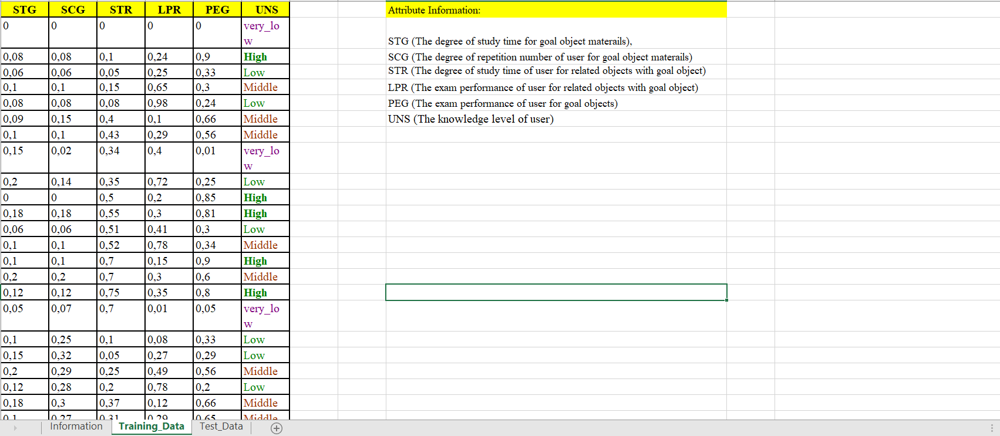 STG SCG STR LPR PEG UNS Attribute Information:
0 0 0 0 0 very_lo
w STG (The degree of study time for goal object materails),
0,08 0,08 0,1 0,24 0,9 High SCG (The degree of repetition number of user for goal object materails)
0,06 0,06 0,05 0,25 0,33 Low STR (The degree of study time of user for related objects with goal object)
0,1 0,1 0,15 0,65 0,3 Middle LPR (The exam performance of user for related objects with goal object)
0,08 0,08 0,08 0,98 0,24 Low PEG (The exam performance of user for goal objects)
0,09 0,15 0,4 0,1 0,66 Middle UNS (The knowledge level of user)
0,1 0,1 0,43 0,29 0,56 Middle
0,15 0,02 0,34 0,4 0,01 very_lo
w
0,2 0,14 0,35 0,72 0,25 Low
0 0 0,5 0,2 0,85 High
0,18 0,18 0,55 0,3 0,81 High
0,06 0,06 0,51 0,41 0,3 Low
0,1 0,1 0,52 0,78 0,34 Middle
0,1 0,1 0,7 0,15 0,9 High
0,2 0,2 0,7 0,3 0,6 Middle
0,12 0,12 0,75 0,35 0,8 High
0,05 0,07 0,7 0,01 0,05 very_lo
w
0,1 0,25 0,1 0,08 0,33 Low
0,15 0,32 0,05 0,27 0,29 Low
0,2 0,29 0,25 0,49 0,56 Middle
0,12 0,28 0,2 0,78 0,2 Low
0,18 0,3 0,37 0,12 0,66 Middle
0,1 0,27 0,31 0,29 0,65 Middle
Information Training_Data Test_Data